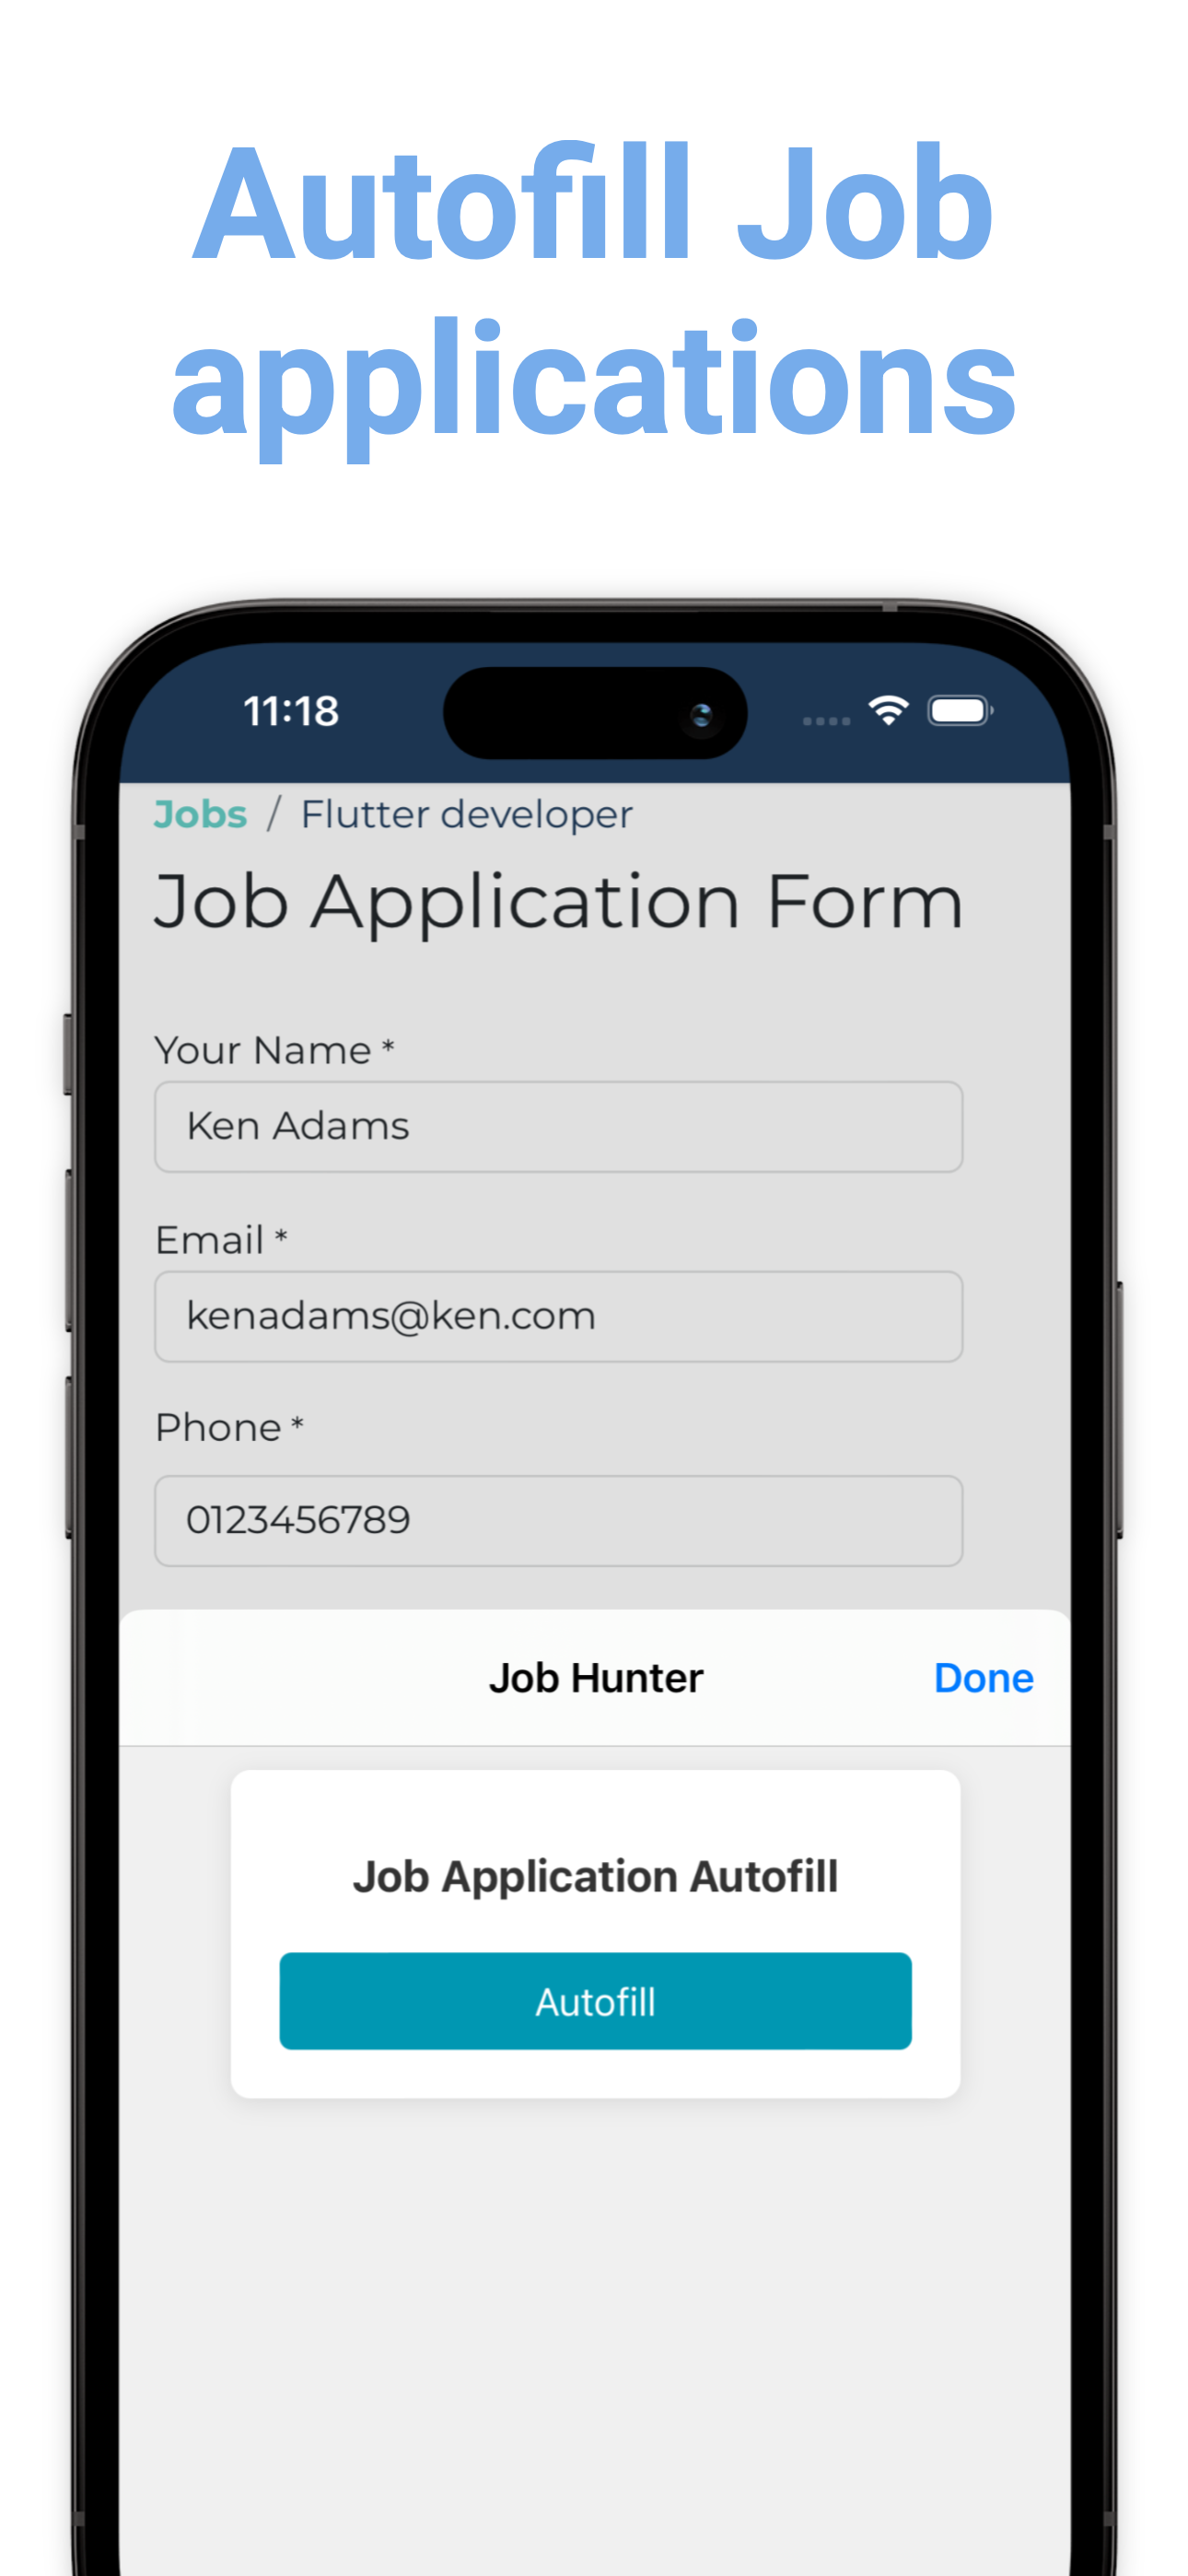 Autofill Job
applications
11:18
Jobs / Flutter developer
Job Application Form
Your Name *
Ken Adams
Email *
kenadams@ken.com
Phone *
0123456789
Job Hunter
Done
Job Application Autofill
Autofill